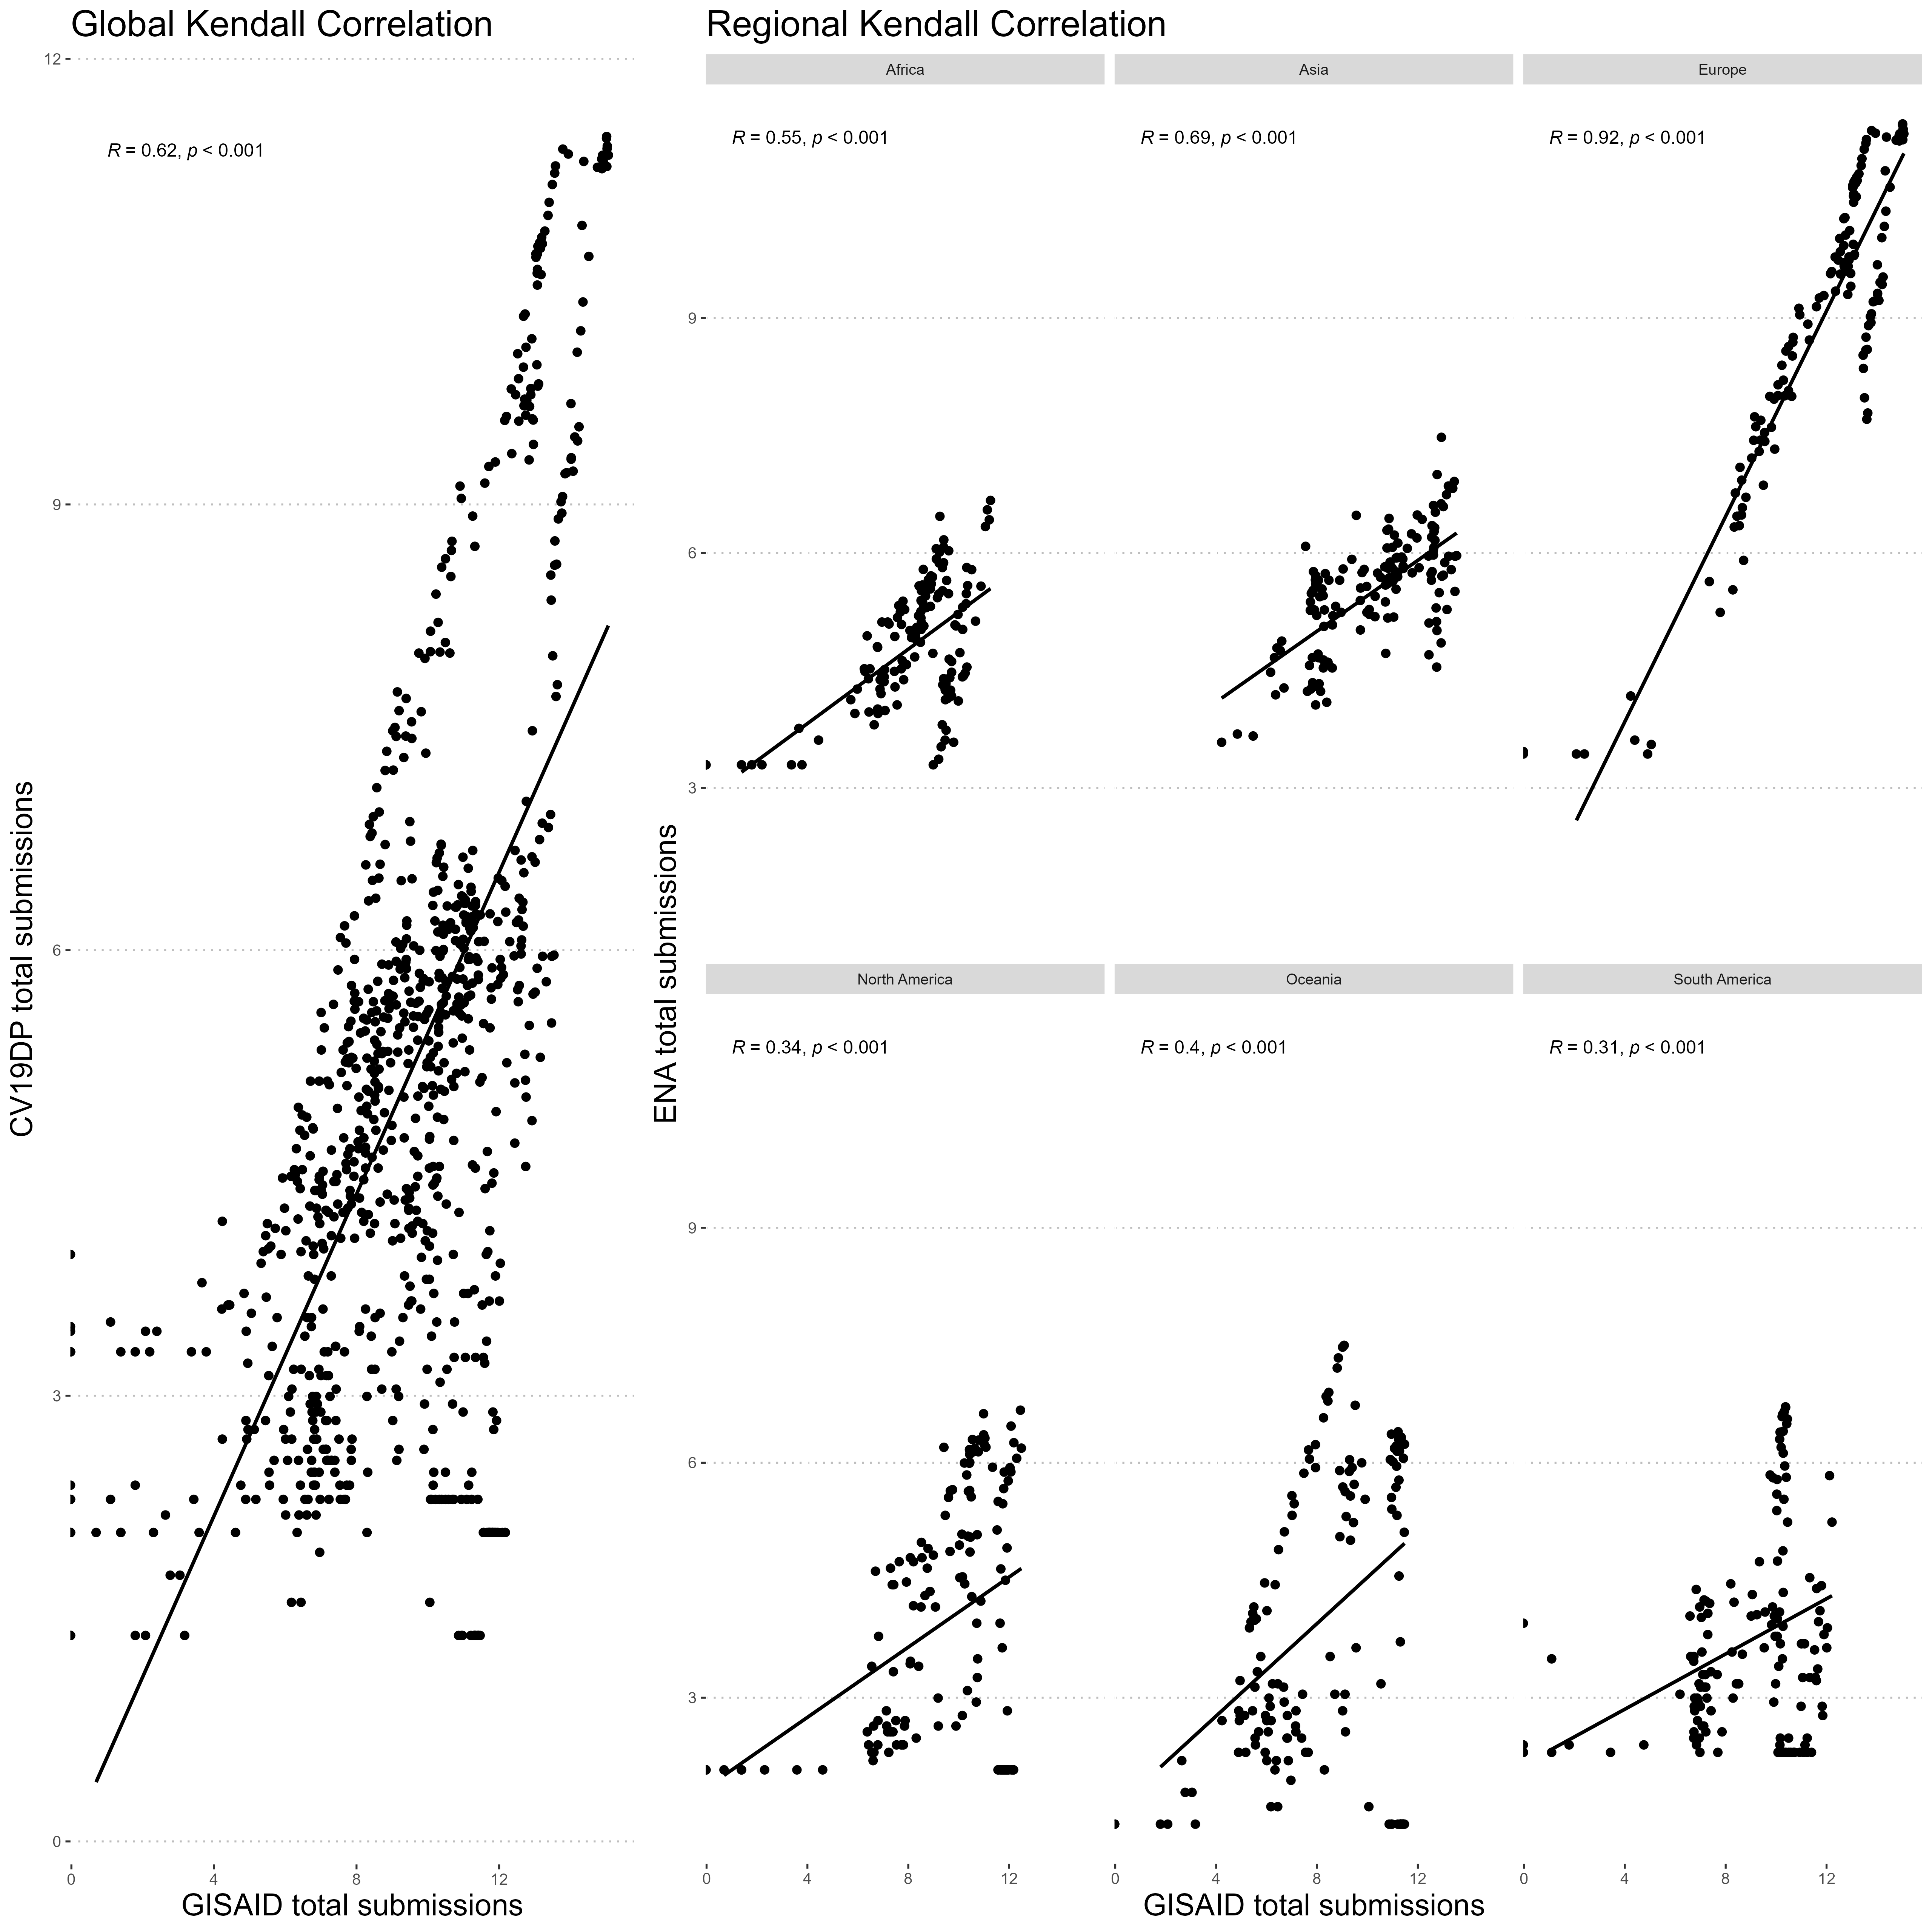 Global Kendall Correlation
12
9
6
3
0
R = 0.62, p < 0.001
CV19DP total submissions
0 4 8 12
GISAID total submissions
Regional Kendall Correlation
Africa
Asia
Europe
R = 0.55, p < 0.001
R = 0.69, p < 0.001
R = 0.92, p < 0.001
9
6
3
ENA total submissions
North America
Oceania
South America
R = 0.34, p < 0.001
R = 0.4, p < 0.001
R = 0.31, p < 0.001
9
6
3
0 4 8 12
0 4 8 12
0 4 8 12
GISAID total submissions